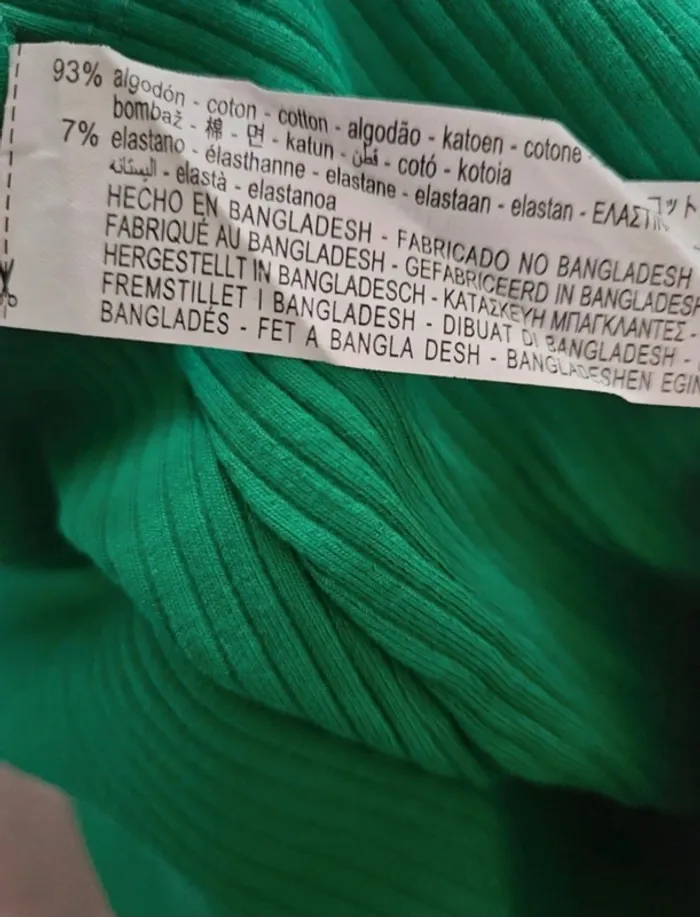 93% algodón - coton - cotton - algodão - katoen - cotone -
bombaž - 棉 - 면 - katun - قطن - cotó - kotoia
7% elastano - élasthanne - elastane - elastaan - elastan - ΕΛΑΣΤ
اليستانه - elastà - elastanoa
HECHO EN BANGLADESH - FABRICADO NO BANGLADESH
FABRIQUÉ AU BANGLADESH - GEFABRICEERD IN BANGLADESH
HERGESTELLT IN BANGLADESCH - ΚΑΤΑΣΚΕΥΗ ΜΠΑΓΚΛΑΝΤΕΣ -
FREMSTILLET I BANGLADESH - DIBUAT DI BANGLADESH -
BANGLADÉS - FET A BANGLA DESH - BANGLADESHEN EGIN